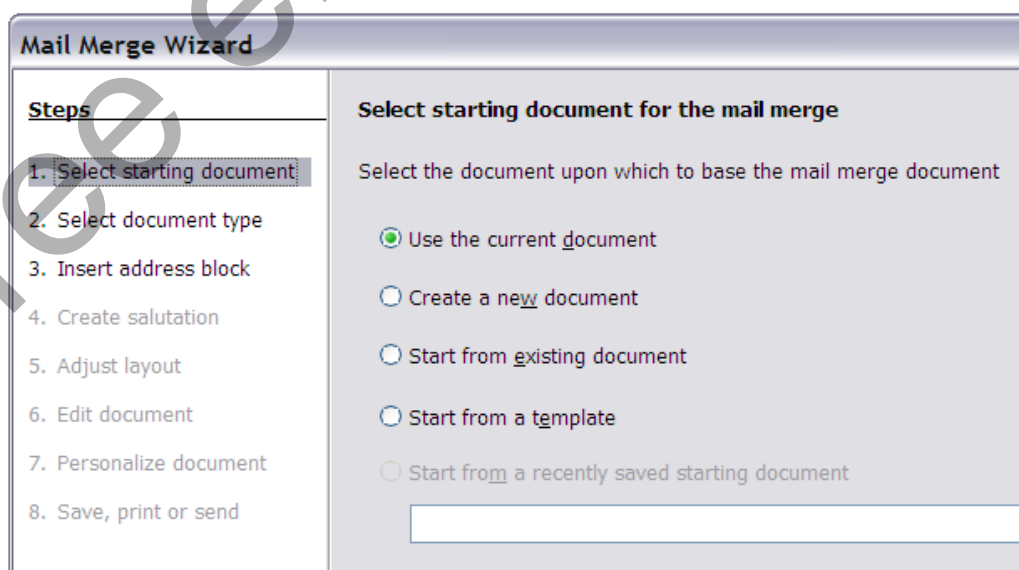 Mail Merge Wizard
Steps
1. Select starting document
2. Select document type
3. Insert address block
4. Create salutation
5. Adjust layout
6. Edit document
7. Personalize document
8. Save, print or send
Select starting document for the mail merge
Select the document upon which to base the mail merge document
Use the current document
Create a new document
Start from existing document
Start from a template
Start from a recently saved starting document